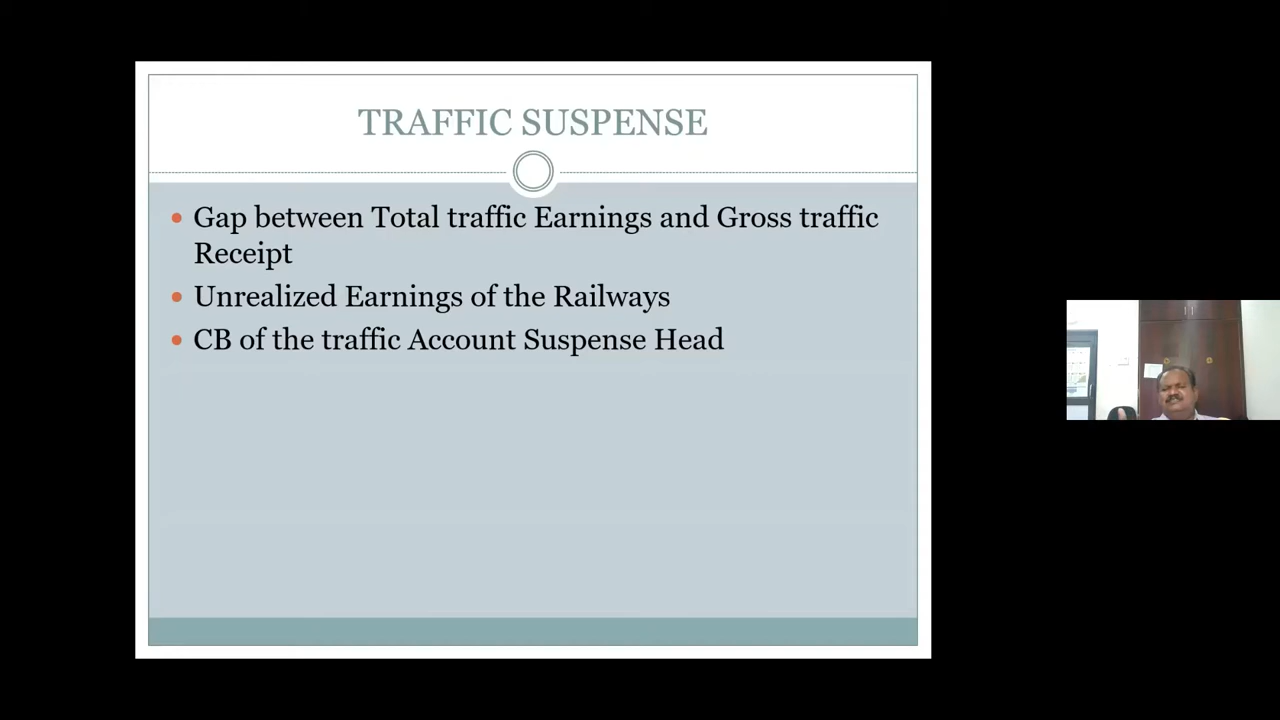 TRAFFIC SUSPENSE
• Gap between Total traffic Earnings and Gross traffic
Receipt
• Unrealized Earnings of the Railways
• CB of the traffic Account Suspense Head